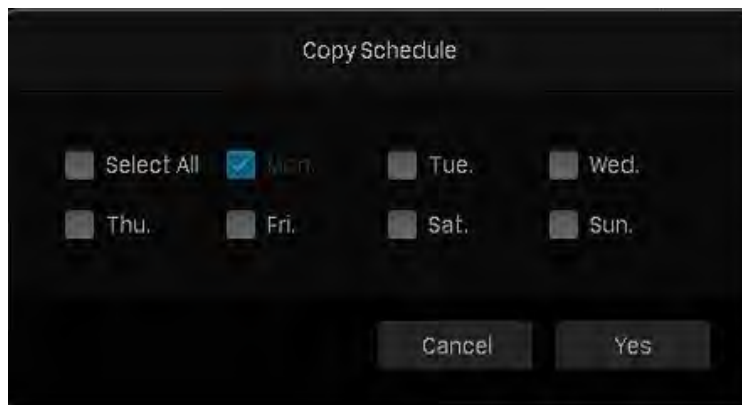 Copy Schedule
Select All Mon. Tue. Wed.
Thu. Fri. Sat. Sun.
Cancel Yes